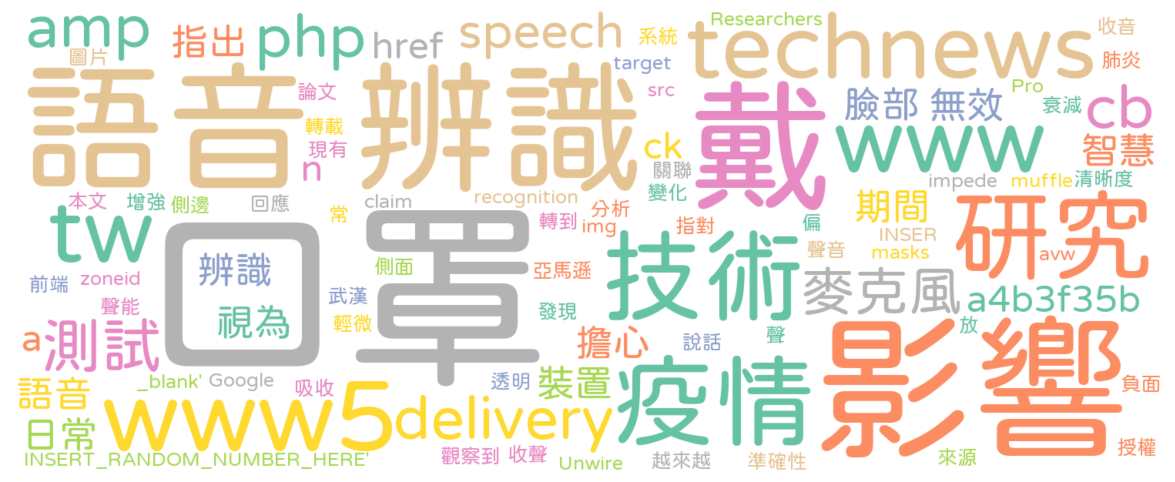 amp
圖片
指出
php
href
speech
系統
Researchers
target
technews
收音
肺炎
語音辨識
論文
轉載
現有
n
src
ck
關聯
變化
戴
臉部
無效
www
Pro
衰減
cb
智慧
impede
muffle
清晰度
本文
增強
側邊
回應
常
claim
recognition
轉到
img
分析
指對
偏
聲音
期間
INSER
masks
研究
avw
tw
前端
zoneid
聲能
口罩
辨識
視為
側面
武漢
輕微
亞馬遜
發現
技術
麥克風
a4b3f35b
放
a
測試
擔心
說話
聲
影響
語音
日常
_blank'
Google
吸收
透明
裝置
疫情
負面
www5
delivery
INSERT_RANDOM_NUMBER_HERE'
觀察到
收聲
Unwire
越來越
準確性
來源
授權